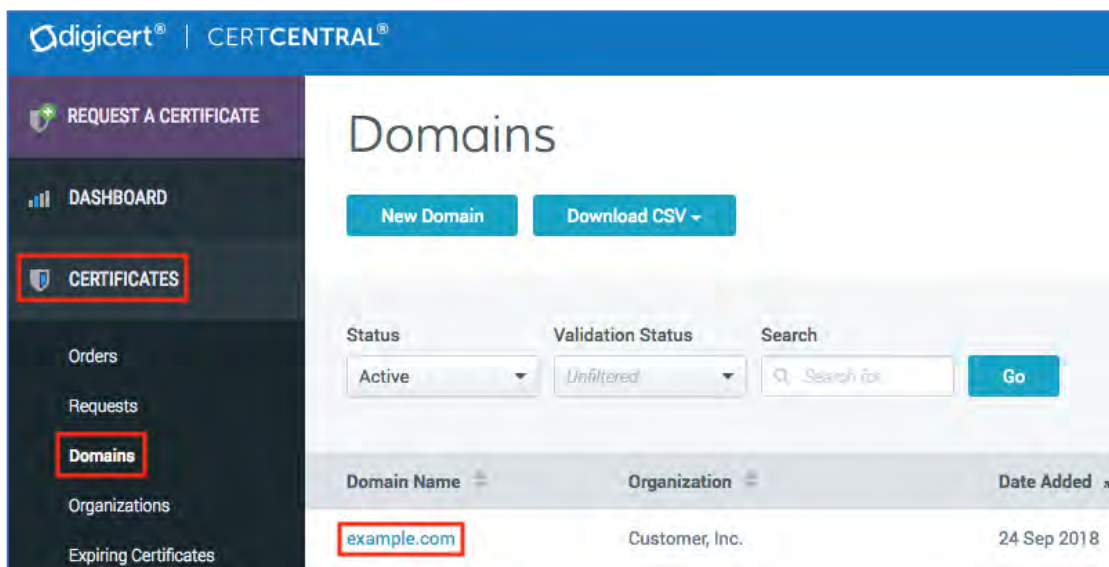 digicert® | CERTCENTRAL®
REQUEST A CERTIFICATE
DASHBOARD
CERTIFICATES
Orders
Requests
Domains
Organizations
Expiring Certificates
Domains
New Domain
Download CSV
Status
Validation Status
Search
Active
Unfiltered
Search for
Go
Domain Name
Organization
Date Added
example.com
Customer, Inc.
24 Sep 2018